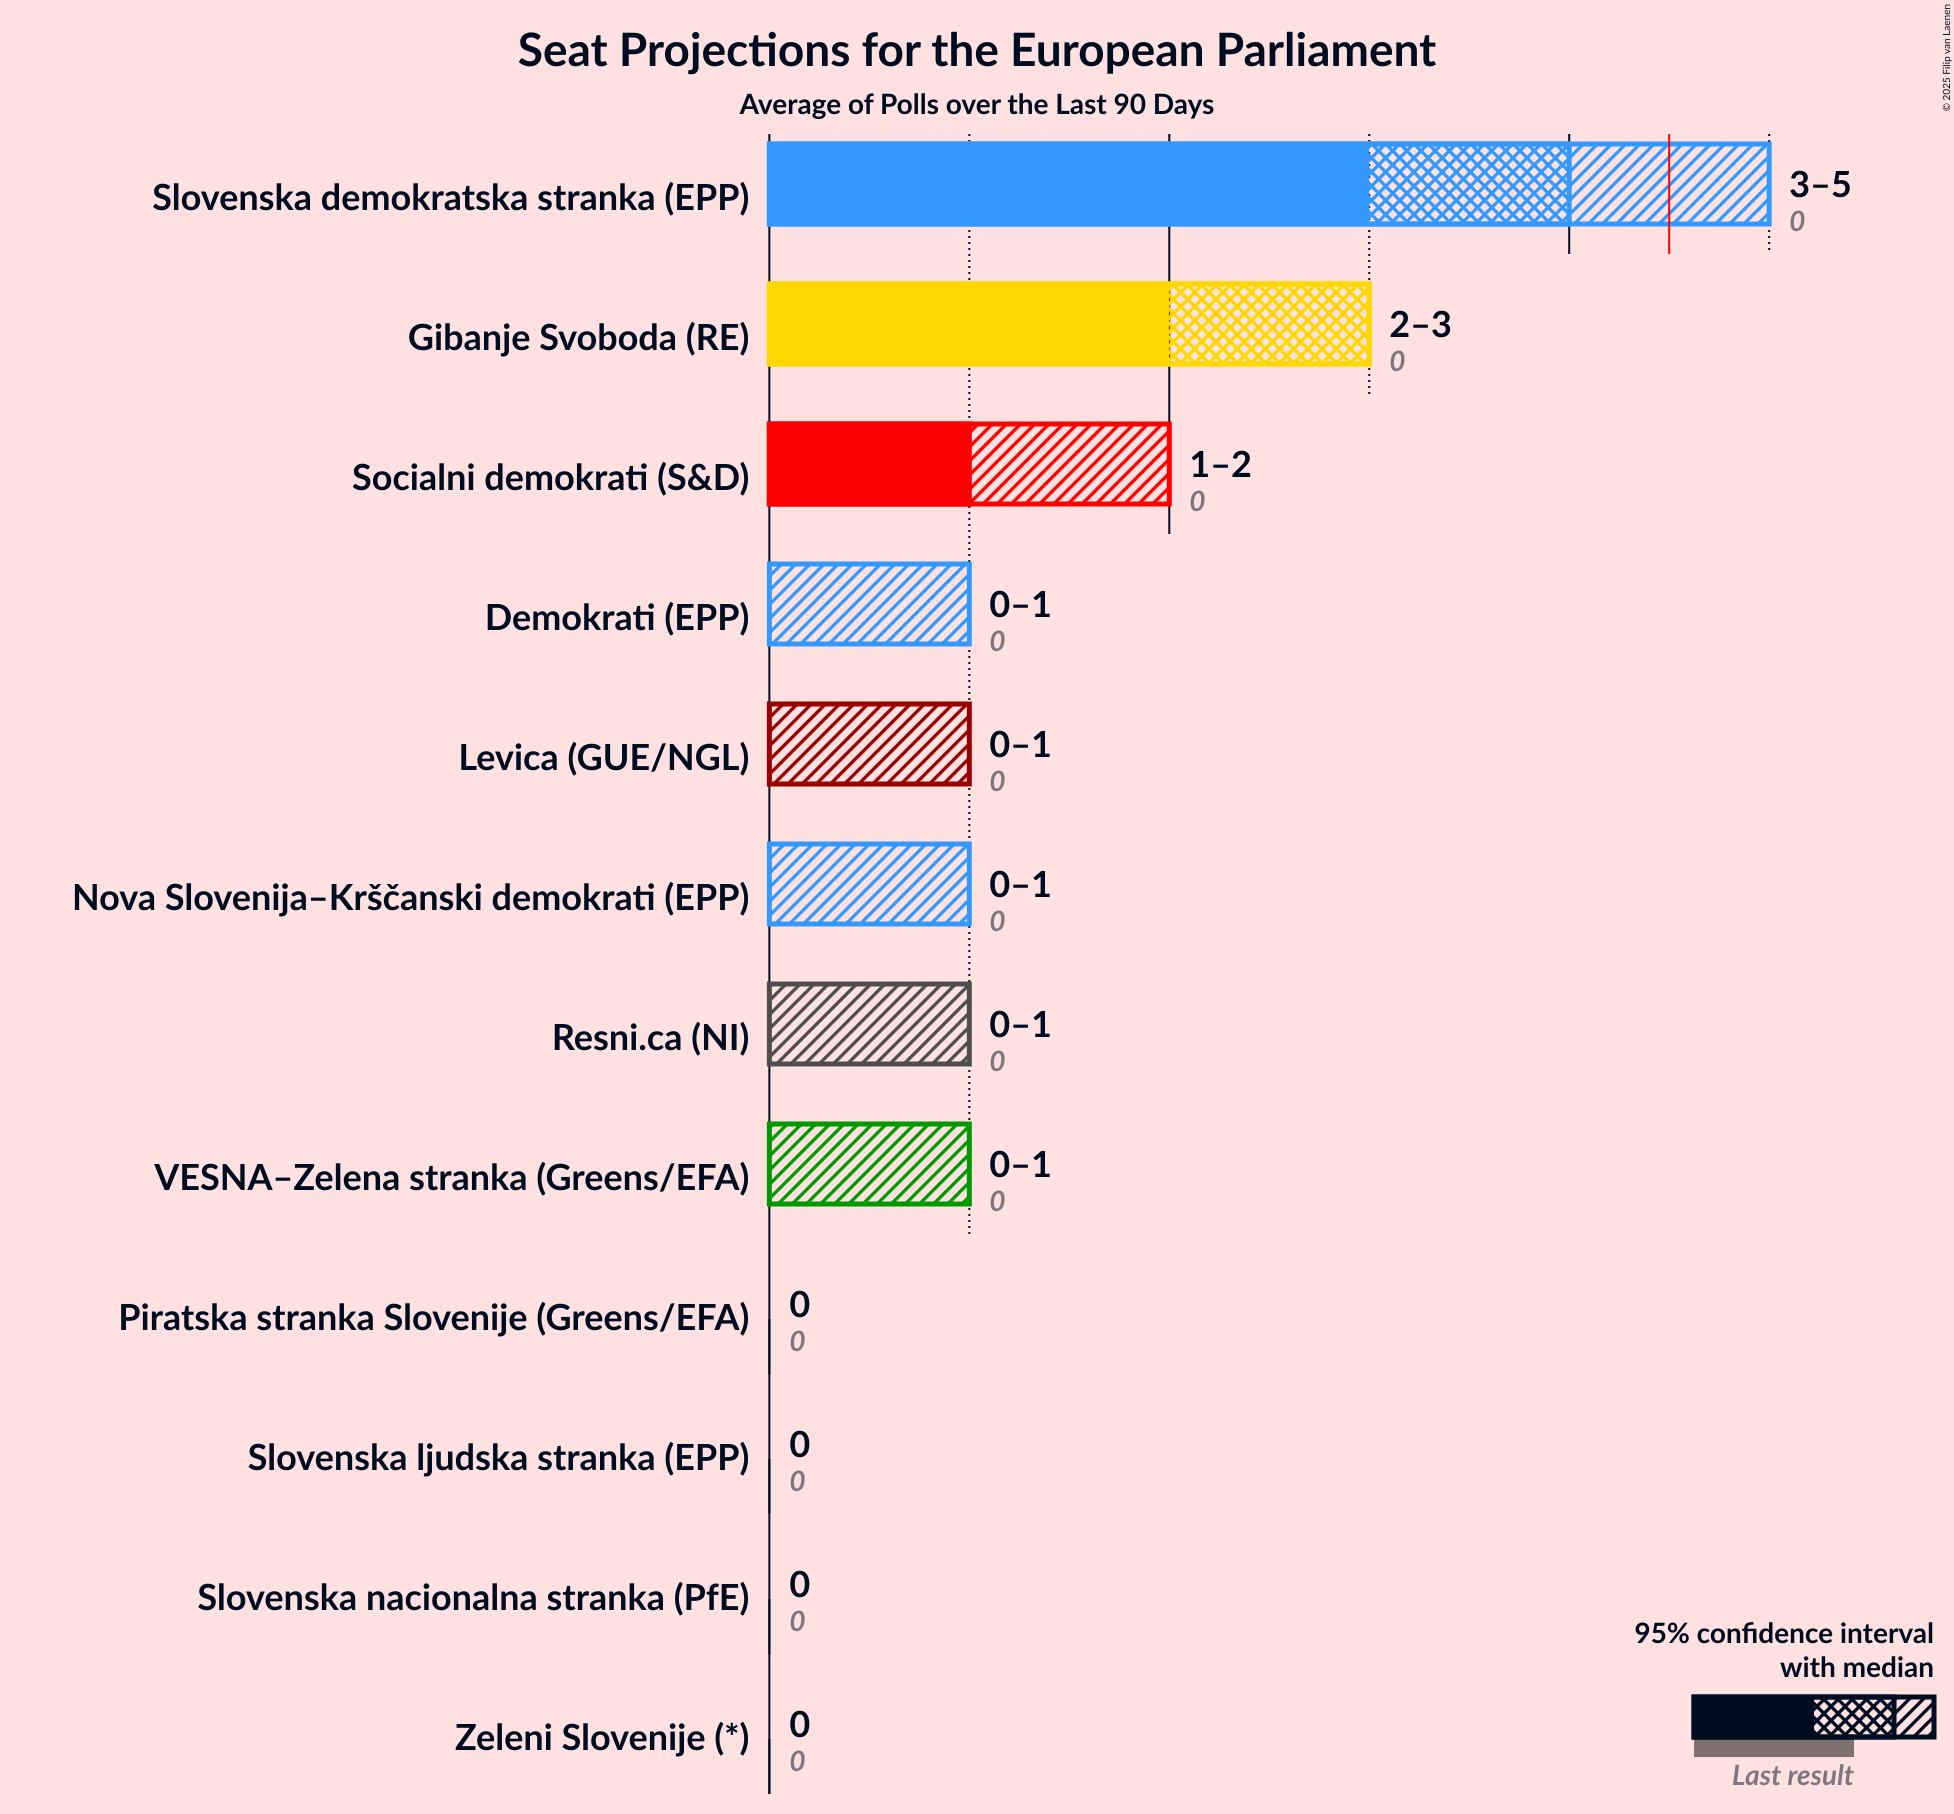 Seat Projections for the European Parliament
Average of Polls over the Last 90 Days
© 2025 Filip van Laenen
Slovenska demokratska stranka (EPP)
3–5
0
Gibanje Svoboda (RE)
2–3
0
Socialni demokrati (S&D)
1–2
0
Demokrati (EPP)
0–1
0
Levica (GUE/NGL)
0–1
0
Nova Slovenija–Krščanski demokrati (EPP)
0–1
0
Resni.ca (NI)
0–1
0
VESNA–Zelena stranka (Greens/EFA)
0–1
0
Piratska stranka Slovenije (Greens/EFA)
0
0
Slovenska ljudska stranka (EPP)
0
0
Slovenska nacionalna stranka (PfE)
0
0
Zeleni Slovenije (*)
0
0
95% confidence interval
with median
Last result